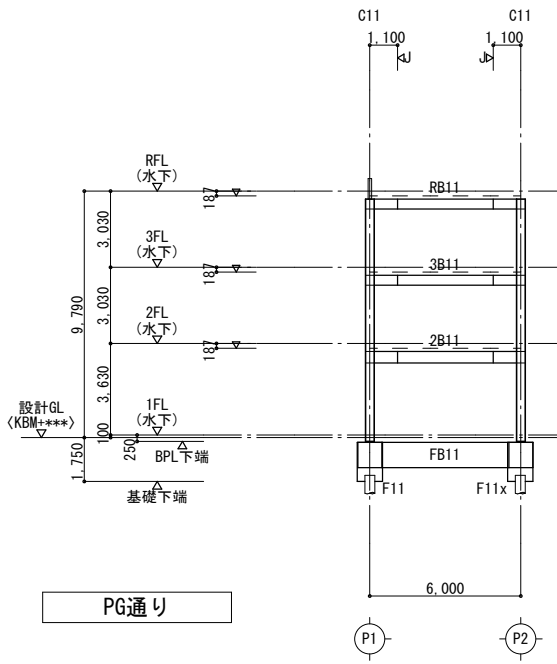 C11 C11
1,100 1,100
J J
RFL
(水下)
187
RB11
3,030
3FL
(水下)
187
3B11
9,790
3,030
2FL
(水下)
187
2B11
3,630
設計GL
〈KBM+***〉
1FL
(水下)
100
250
BPL下端
FB11
1,750
基礎下端
F11 F11x
PG通り
6,000
P1 P2